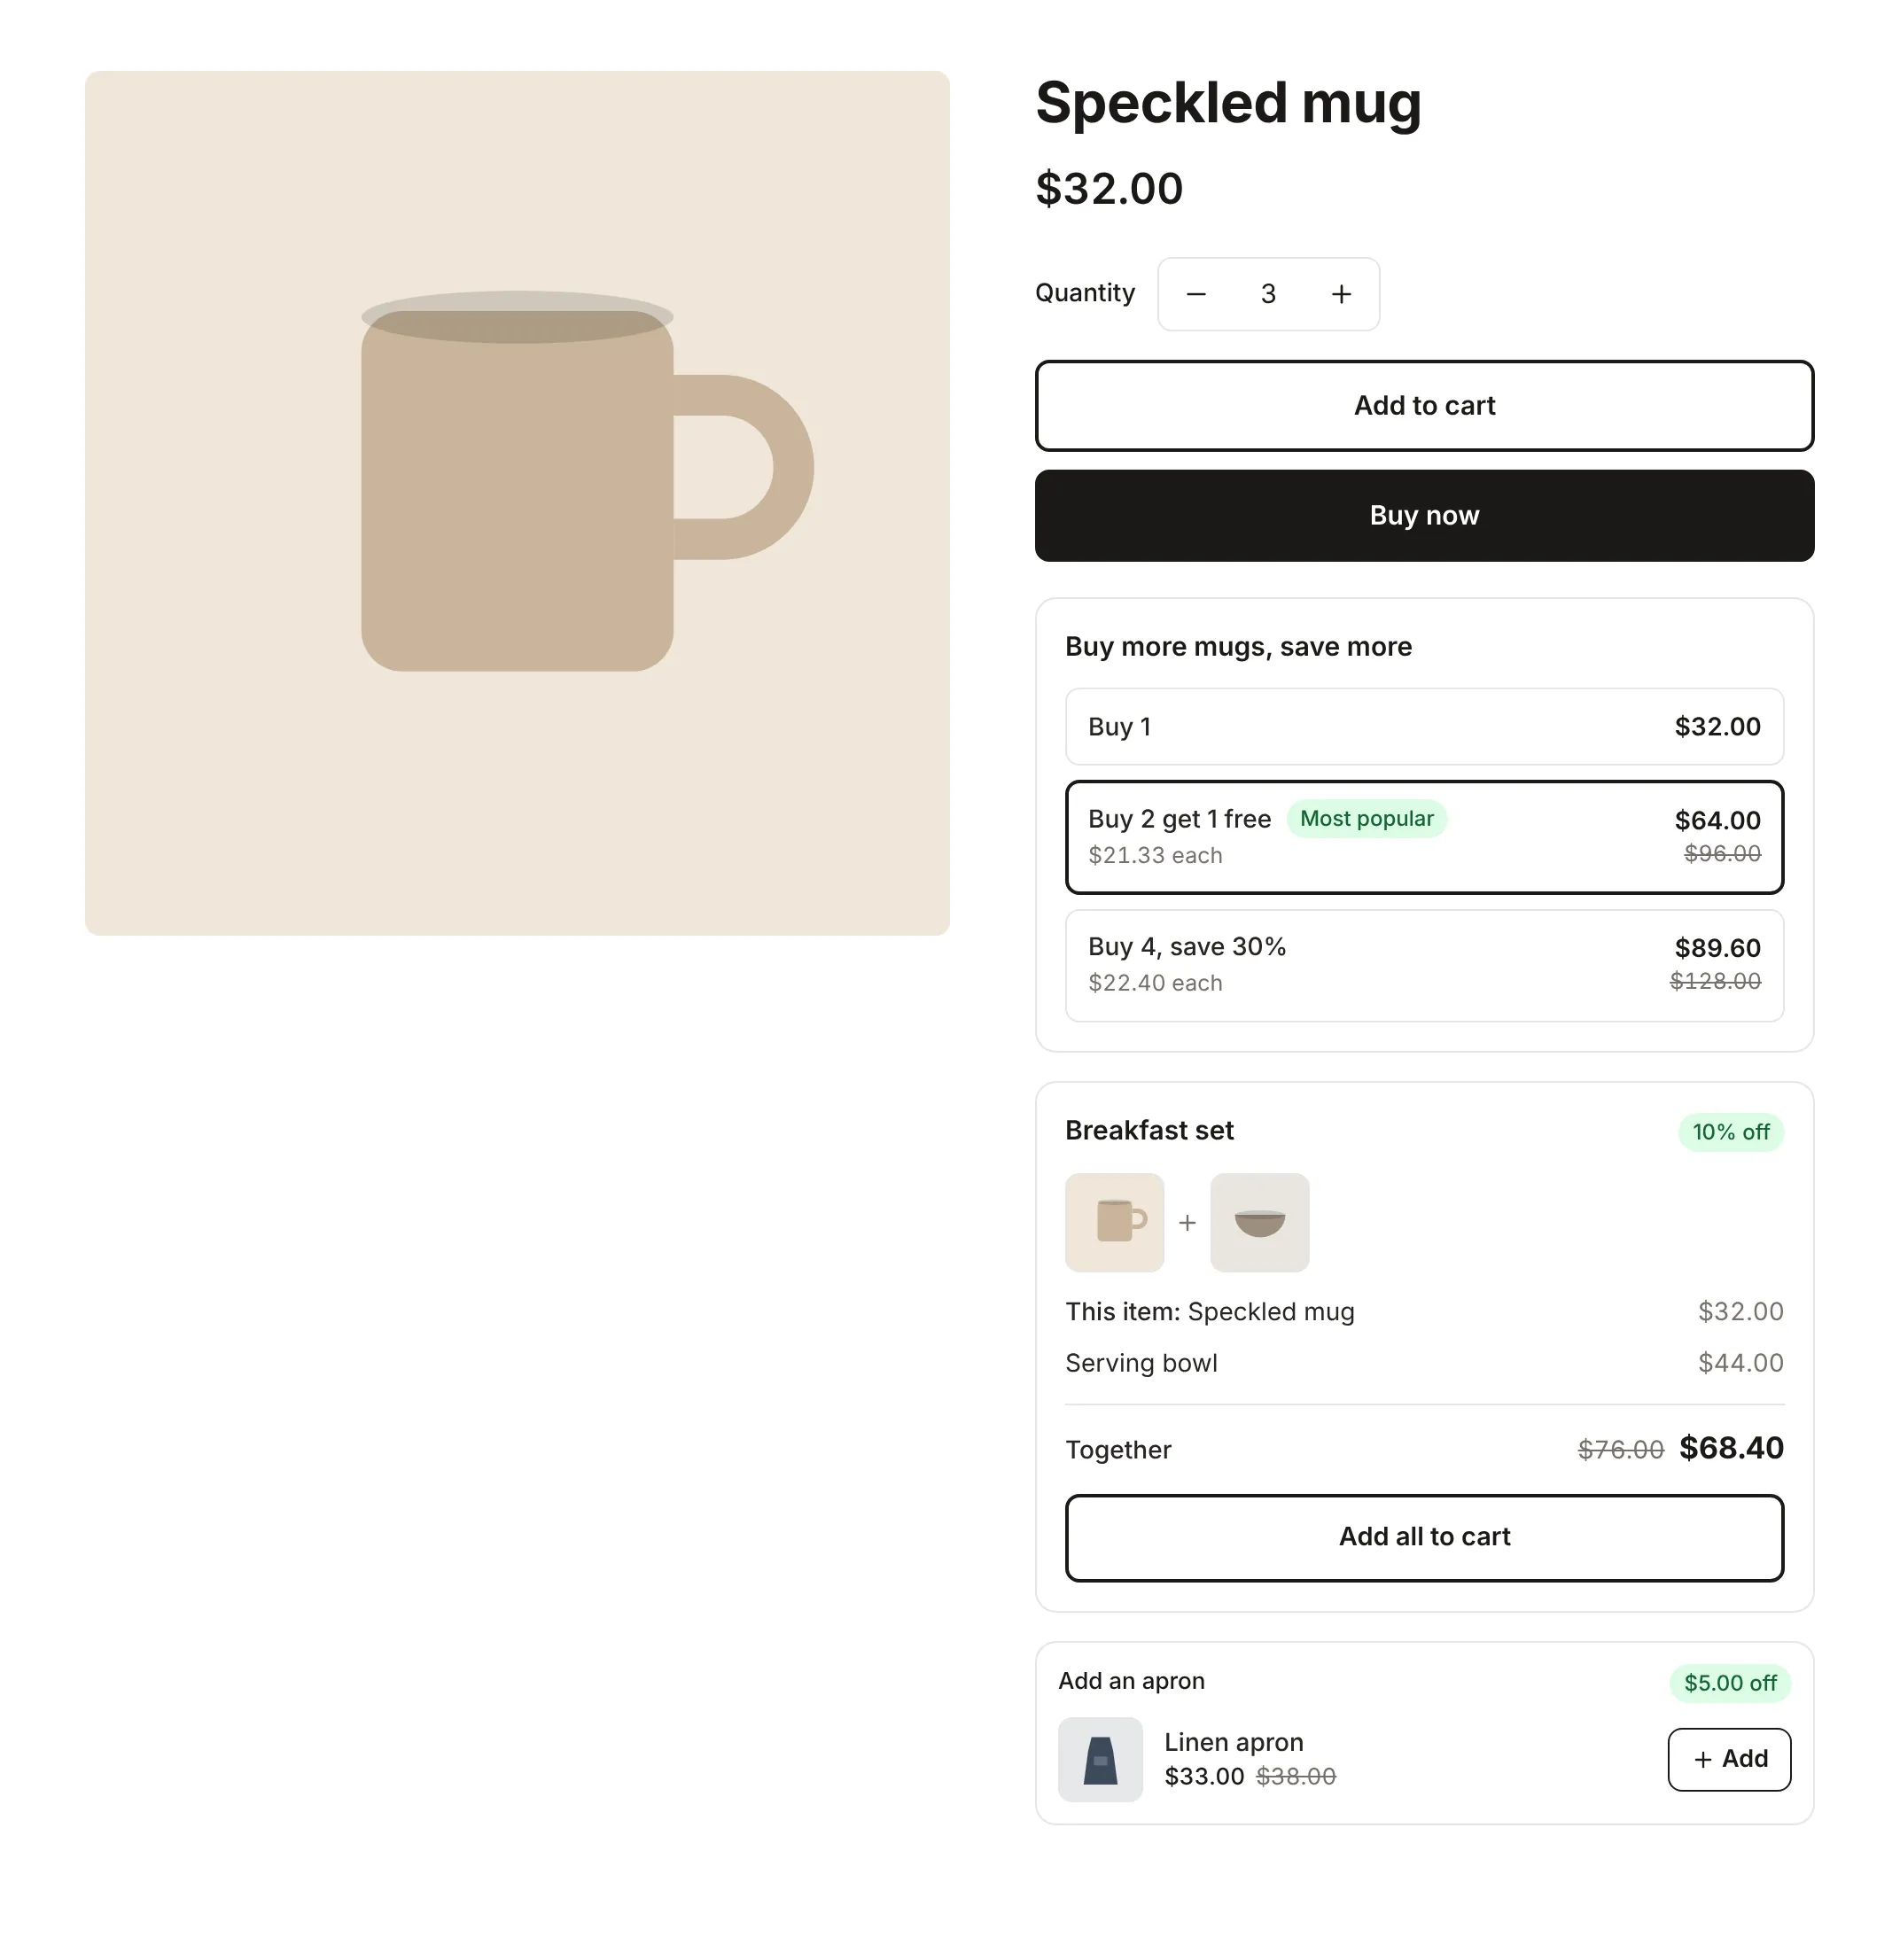 Speckled mug
$32.00
Quantity − 3 +
Add to cart
Buy now
Buy more mugs, save more
Buy 1 $32.00
Buy 2 get 1 free Most popular $64.00
$21.33 each $96.00
Buy 4, save 30% $89.60
$22.40 each $128.00
Breakfast set 10% off
+
This item: Speckled mug $32.00
Serving bowl $44.00
Together $76.00 $68.40
Add all to cart
Add an apron $5.00 off
Linen apron
$33.00 $38.00
+ Add